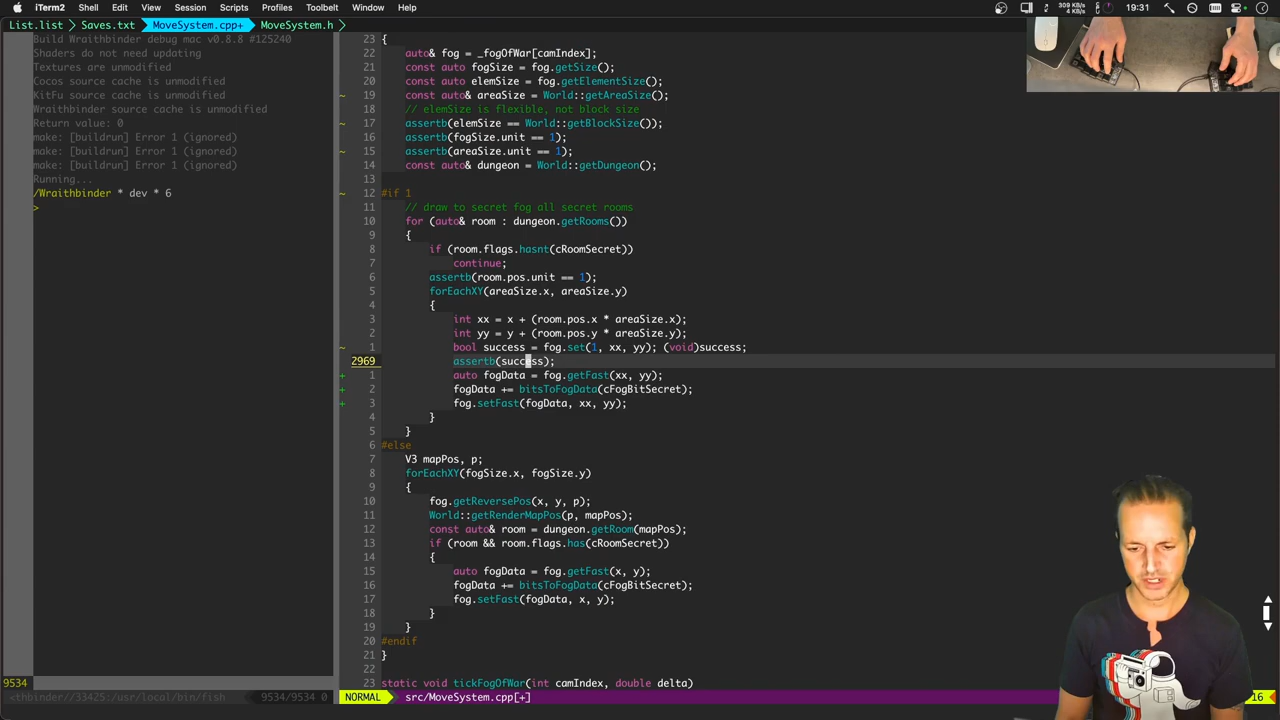 iTerm2 Shell Edit View Session Scripts Profiles Toolbelt Window Help 309 KB 4 KB/s 19:31
List.list Saves.txt MoveSystem.cpp+ MoveSystem.h
Build Wraithbinder debug mac v0.8.8 #125240
Shaders do not need updating
Textures are unmodified
Cocos source cache is unmodified
KitFu source cache is unmodified
Wraithbinder source cache is unmodified
Return value: 0
make: [buildrun] Error 1 (ignored)
make: [buildrun] Error 1 (ignored)
make: [buildrun] Error 1 (ignored)
Running...
/Wraithbinder * dev * 6
>
9534
<thbinder//33425:/usr/local/bin/fish 9534/9534 0
23 {
22 auto& fog = _fogOfWar[camIndex];
21 const auto fogSize = fog.getSize();
20 const auto elemSize = fog.getElementSize();
~ 19 const auto& areaSize = World::getAreaSize();
18 // elemSize is flexible, not block size
~ 17 assertb(elemSize == World::getBlockSize());
16 assertb(fogSize.unit == 1);
~ 15 assertb(areaSize.unit == 1);
14 const auto& dungeon = World::getDungeon();
13
~ 12 #if 1
11 // draw to secret fog all secret rooms
10 for (auto& room : dungeon.getRooms())
9 {
8 if (room.flags.hasnt(cRoomSecret))
7 continue;
6 assertb(room.pos.unit == 1);
5 forEachXY(areaSize.x, areaSize.y)
4 {
3 int xx = x + (room.pos.x * areaSize.x);
2 int yy = y + (room.pos.y * areaSize.y);
~ 1 bool success = fog.set(1, xx, yy); (void)success;
2969 assertb(success);
+ 1 auto fogData = fog.getFast(xx, yy);
+ 2 fogData += bitsToFogData(cFogBitSecret);
+ 3 fog.setFast(fogData, xx, yy);
4 }
5 }
6 #else
7 V3 mapPos, p;
8 forEachXY(fogSize.x, fogSize.y)
9 {
10 fog.getReversePos(x, y, p);
11 World::getRenderMapPos(p, mapPos);
12 const auto& room = dungeon.getRoom(mapPos);
13 if (room && room.flags.has(cRoomSecret))
14 {
15 auto fogData = fog.getFast(x, y);
16 fogData += bitsToFogData(cFogBitSecret);
17 fog.setFast(fogData, x, y);
18 }
19 }
20 #endif
21 }
22
23 static void tickFogOfWar(int camIndex, double delta)
NORMAL src/MoveSystem.cpp[+] 16